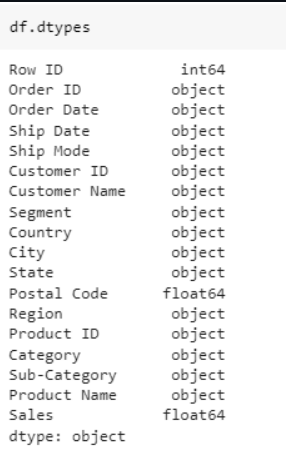 df.dtypes
Row ID int64
Order ID object
Order Date object
Ship Date object
Ship Mode object
Customer ID object
Customer Name object
Segment object
Country object
City object
State object
Postal Code float64
Region object
Product ID object
Category object
Sub-Category object
Product Name object
Sales float64
dtype: object